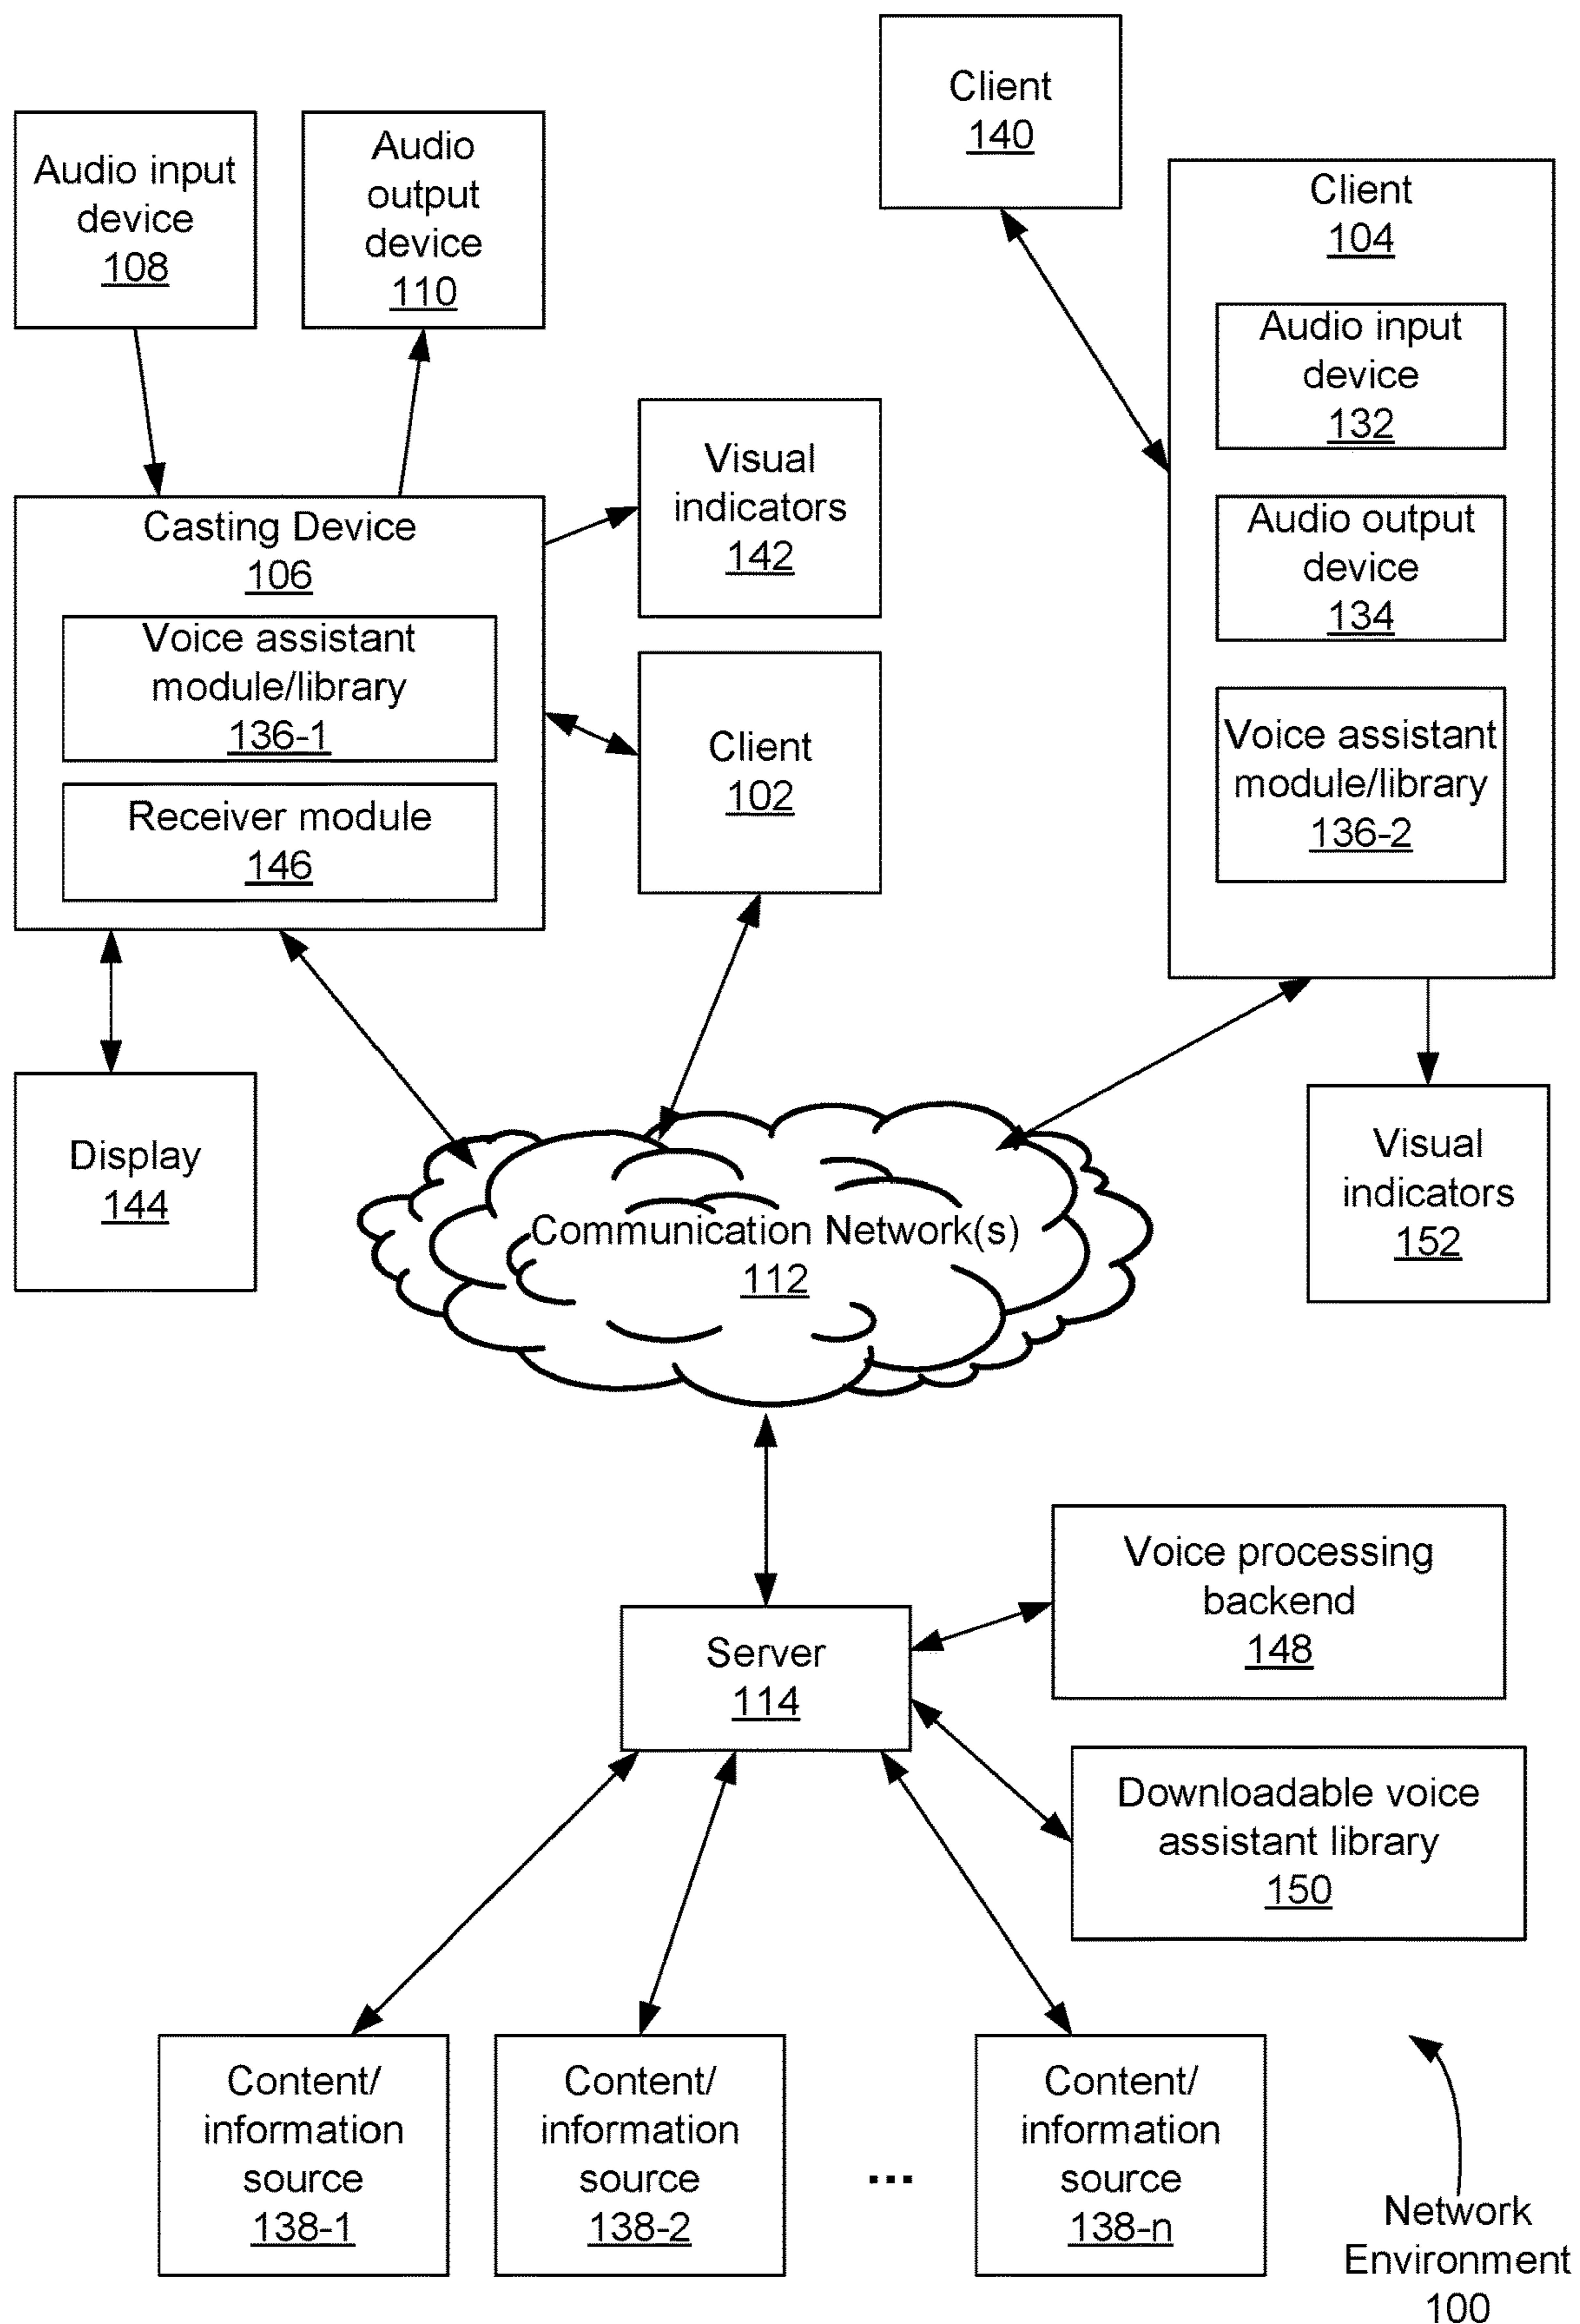 Client
140
Audio input
device
108
Audio
output
device
110
Client
104
Audio input
device
132
Audio output
device
134
Voice assistant
module/library
136-2
Visual
indicators
142
Casting Device
106
Voice assistant
module/library
136-1
Receiver module
146
Client
102
Display
144
Visual
indicators
152
Communication Network(s)
112
Voice processing
backend
148
Server
114
Downloadable voice
assistant library
150
Content/
information
source
138-1
Content/
information
source
138-2
...
Content/
information
source
138-n
Network
Environment
100